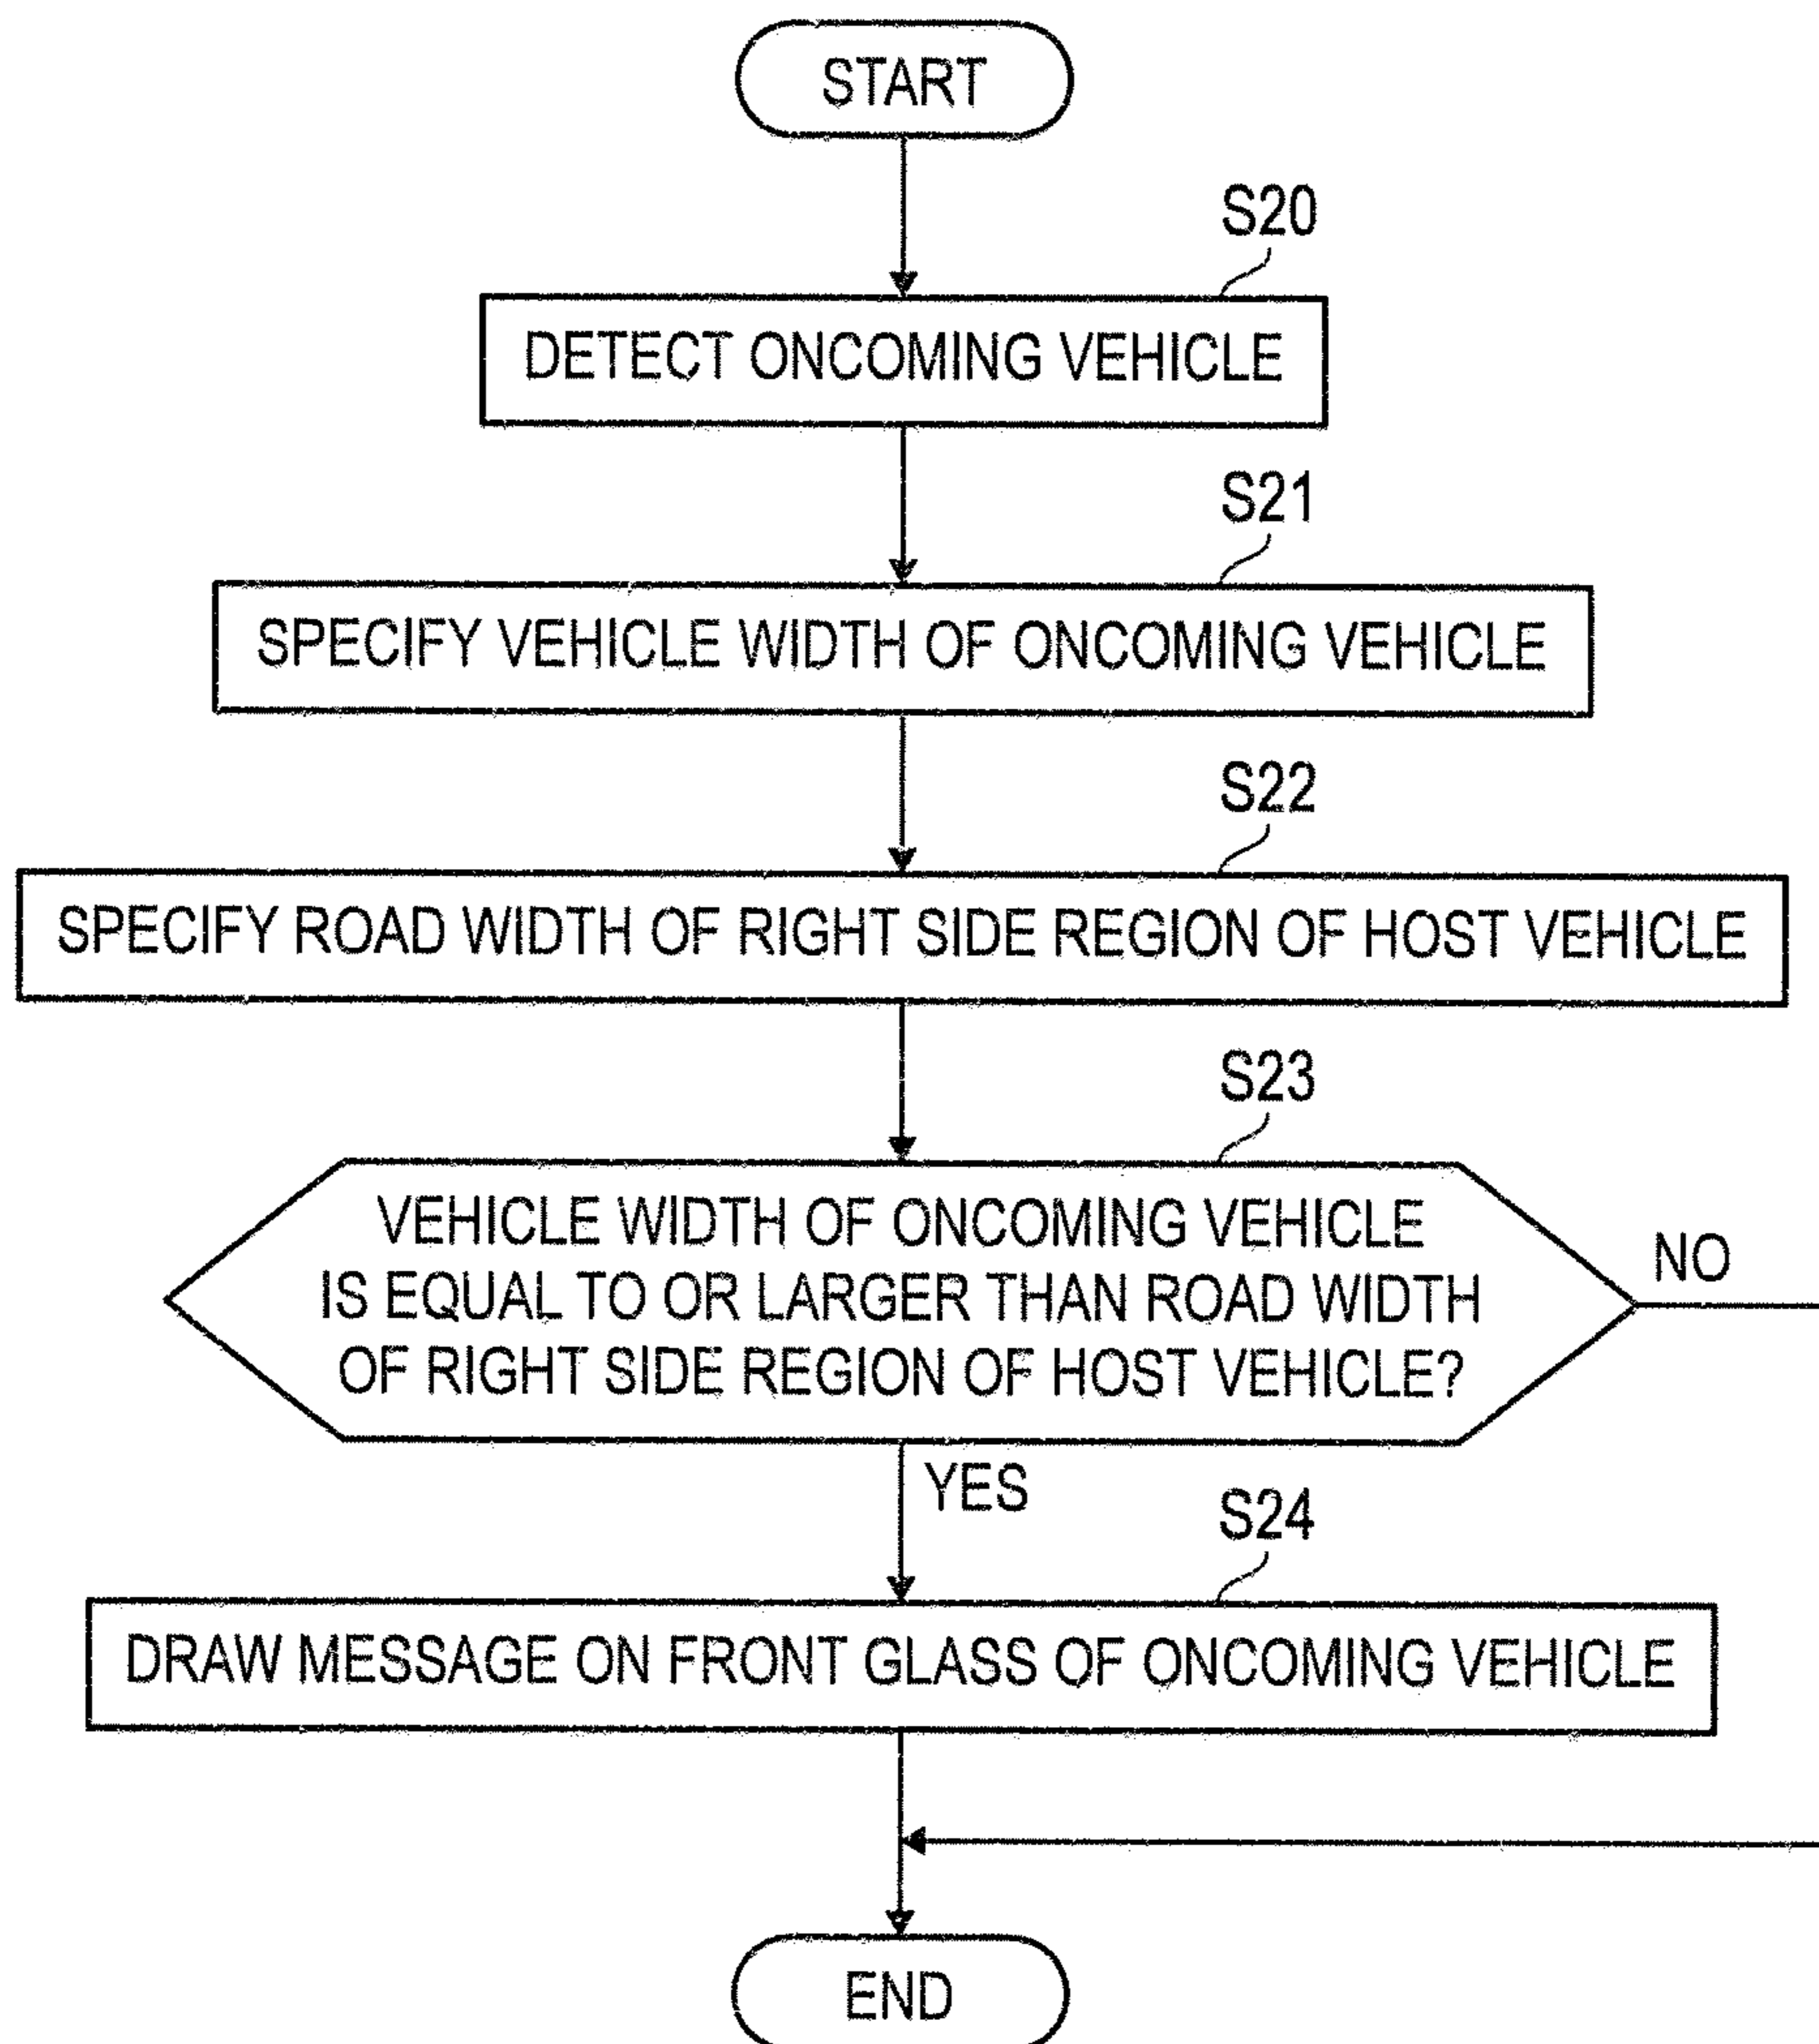 START
S20
DETECT ONCOMING VEHICLE
S21
SPECIFY VEHICLE WIDTH OF ONCOMING VEHICLE
S22
SPECIFY ROAD WIDTH OF RIGHT SIDE REGION OF HOST VEHICLE
S23
VEHICLE WIDTH OF ONCOMING VEHICLE
IS EQUAL TO OR LARGER THAN ROAD WIDTH
OF RIGHT SIDE REGION OF HOST VEHICLE?
NO
YES
S24
DRAW MESSAGE ON FRONT GLASS OF ONCOMING VEHICLE
END